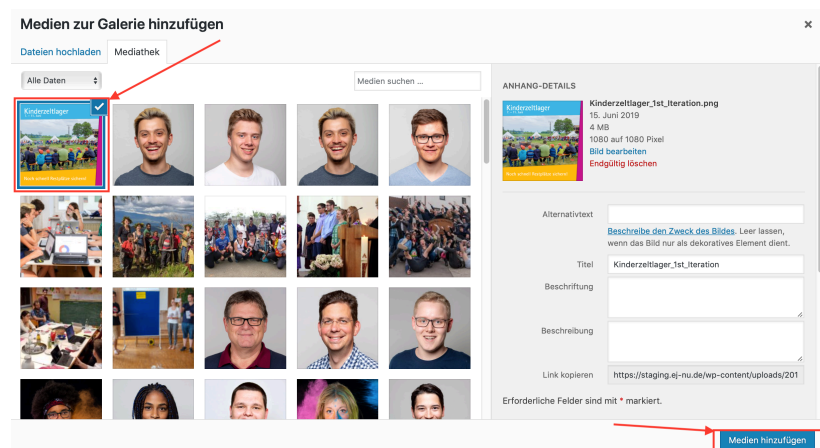 Medien zur Galerie hinzufügen
×
Dateien hochladen Mediathek
Alle Daten
Medien suchen ...
Kinderzeltlager
ANHANG-DETAILS
Kinderzeltlager
Kinderzeltlager_1st_Iteration.png
15. Juni 2019
4 MB
1080 auf 1080 Pixel
Bild bearbeiten
Endgültig löschen
Alternativtext
Beschreibe den Zweck des Bildes. Leer lassen,
wenn das Bild nur als dekoratives Element dient.
Titel Kinderzeltlager_1st_Iteration
Beschriftung
Beschreibung
Link kopieren https://staging.ej-nu.de/wp-content/uploads/201
Erforderliche Felder sind mit * markiert.
Medien hinzufügen